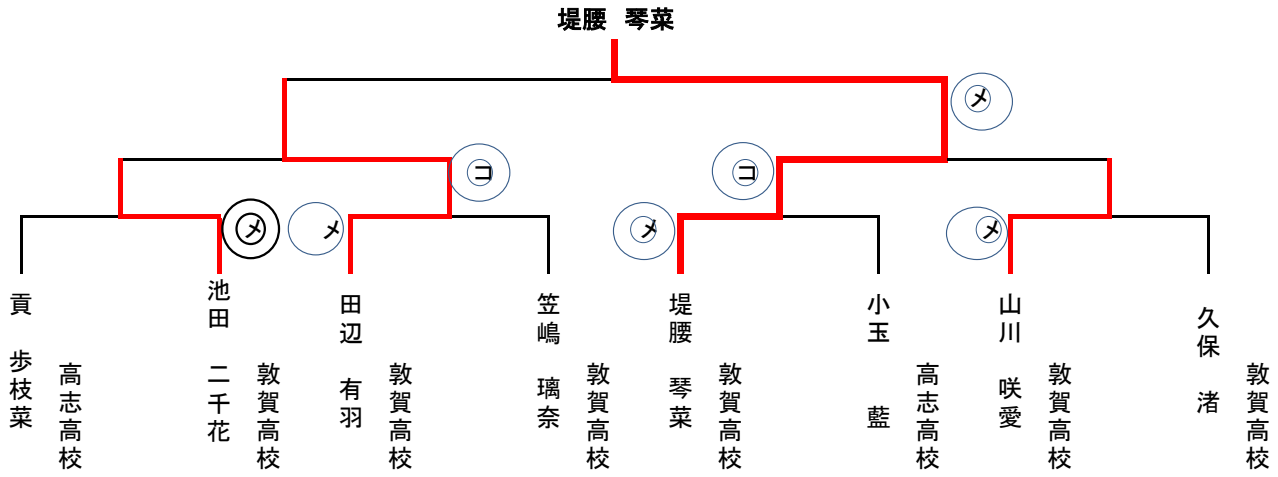 堤腰 琴菜
メ
コ
コ
メ
メ
メ
メ
貢 歩枝菜
高志高校
池田 二千花
敦賀高校
田辺 有羽
敦賀高校
笠嶋 璃奈
敦賀高校
堤腰 琴菜
敦賀高校
小玉 藍
高志高校
山川 咲愛
敦賀高校
久保 渚
敦賀高校